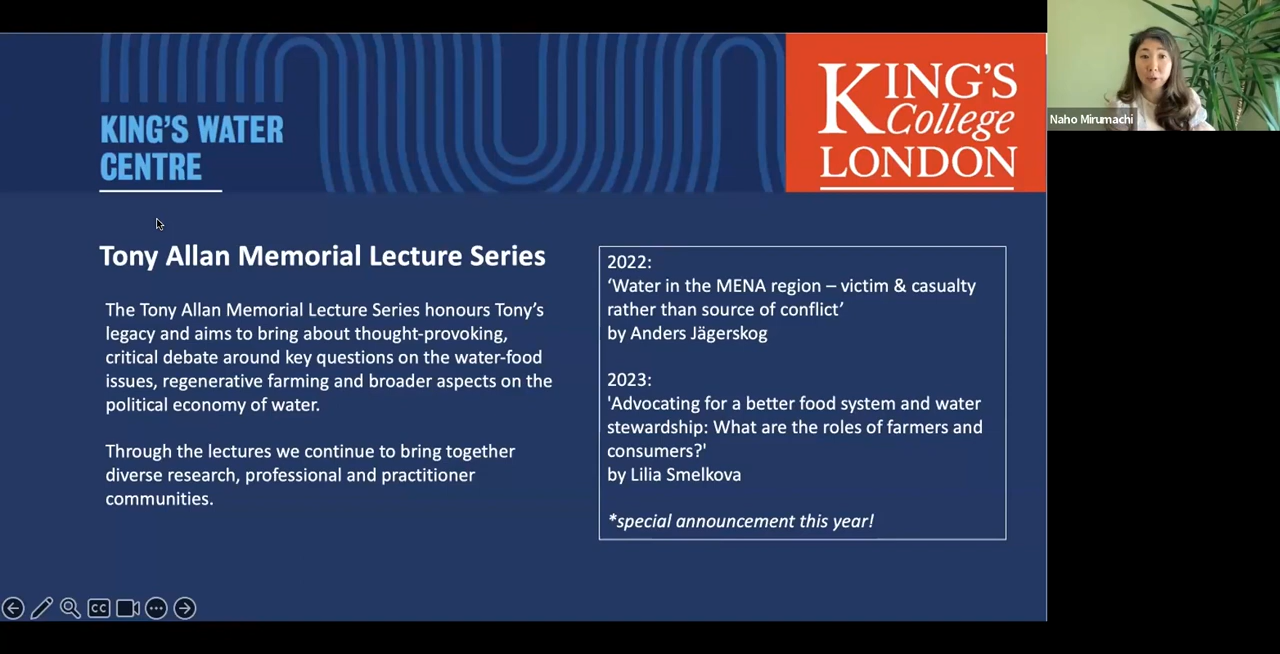 KING'S WATER
CENTRE
KING'S
College
LONDON
Naho Mirumachi
Tony Allan Memorial Lecture Series
The Tony Allan Memorial Lecture Series honours Tony's
legacy and aims to bring about thought-provoking,
critical debate around key questions on the water-food
issues, regenerative farming and broader aspects on the
political economy of water.
Through the lectures we continue to bring together
diverse research, professional and practitioner
communities.
2022:
‘Water in the MENA region – victim & casualty
rather than source of conflict’
by Anders Jägerskog
2023:
'Advocating for a better food system and water
stewardship: What are the roles of farmers and
consumers?'
by Lilia Smelkova
*special announcement this year!
CC